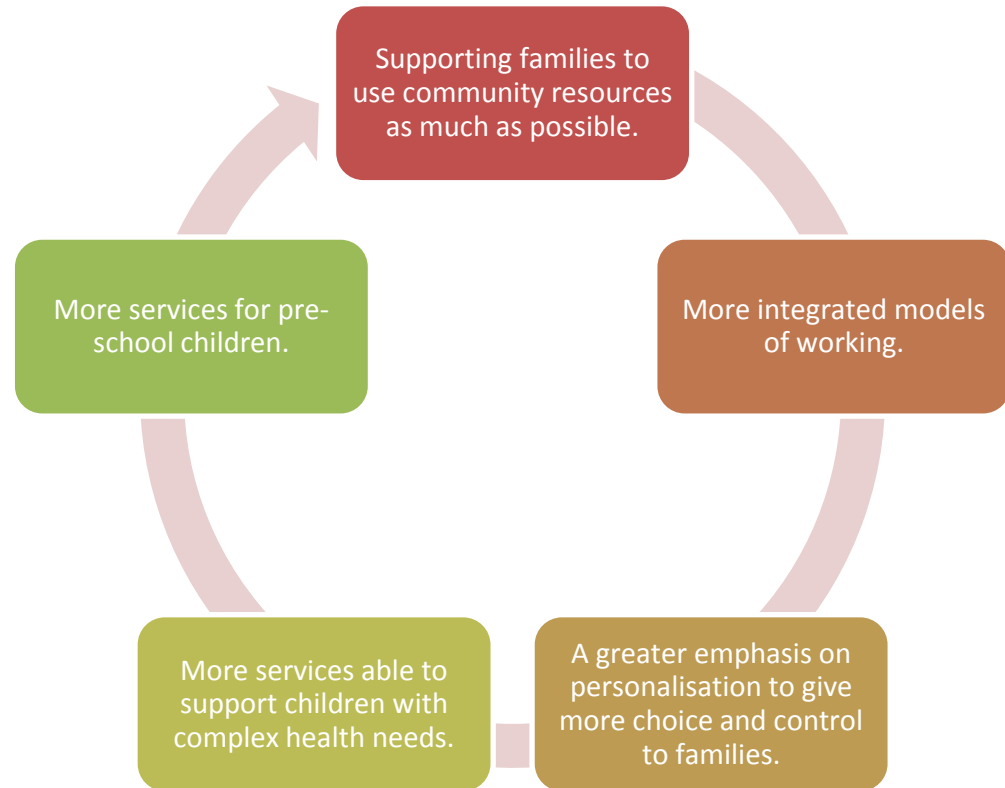 Supporting families to
use community resources
as much as possible.
More integrated models
of working.
A greater emphasis on
personalisation to give
more choice and control
to families.
More services able to
support children with
complex health needs.
More services for pre-
school children.